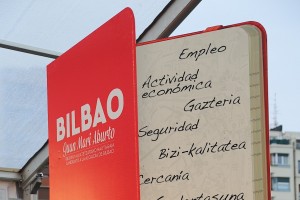 BILBAO
Juan Mari Aburto
Empleo
Actividad
económica
Gazteria
Seguridad
Bizi-kalitatea
Cercanía